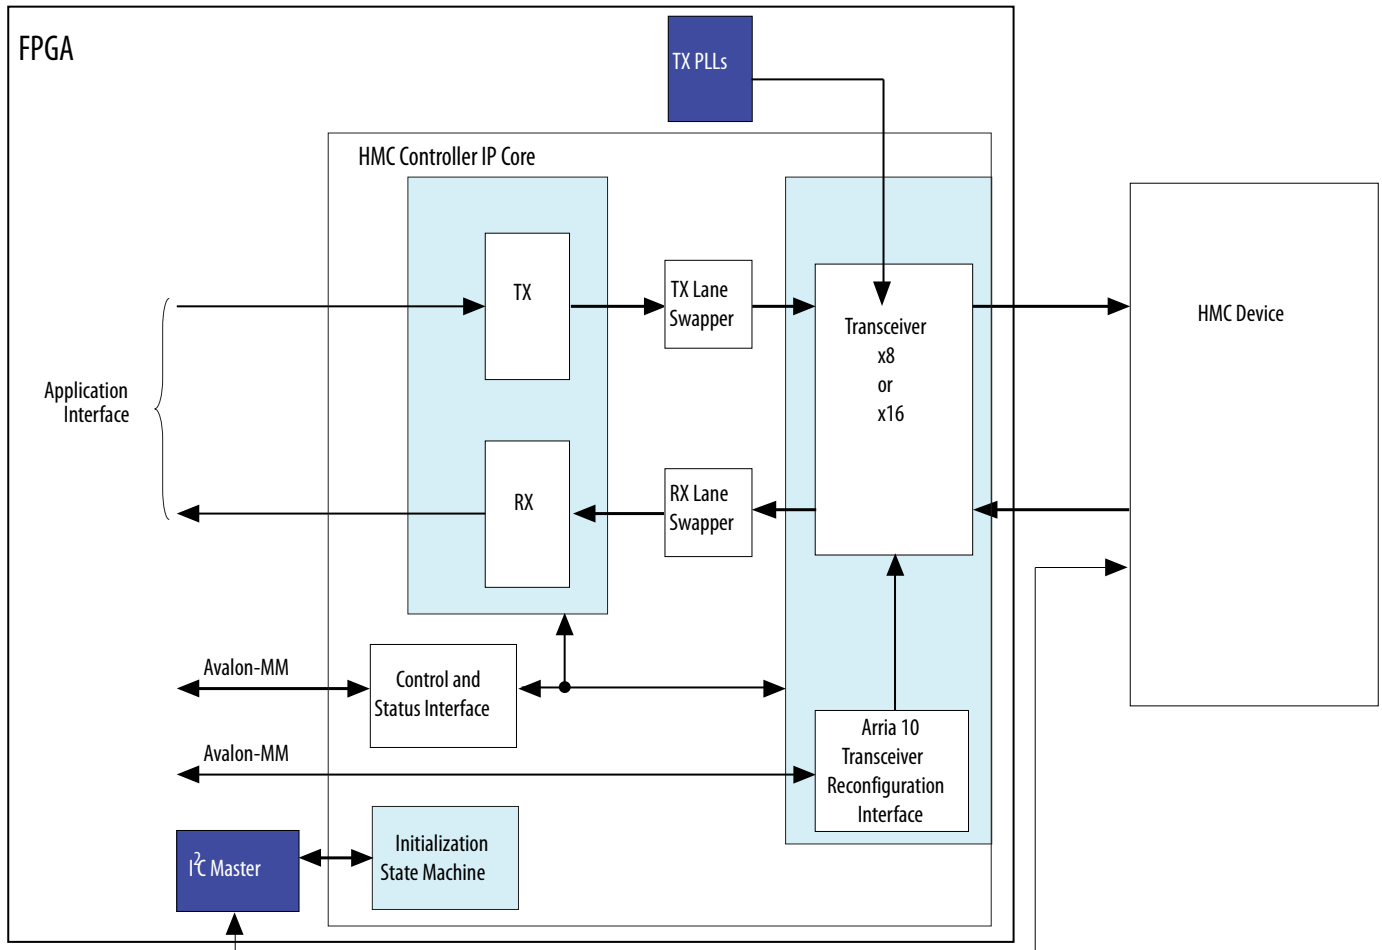 FPGA
TX PLLs
HMC Controller IP Core
TX
TX Lane
Swapper
Transceiver
x8
or
x16
HMC Device
Application
Interface
RX
RX Lane
Swapper
Avalon-MM
Control and
Status Interface
Avalon-MM
Arria 10
Transceiver
Reconfiguration
Interface
Initialization
State Machine
I²C Master